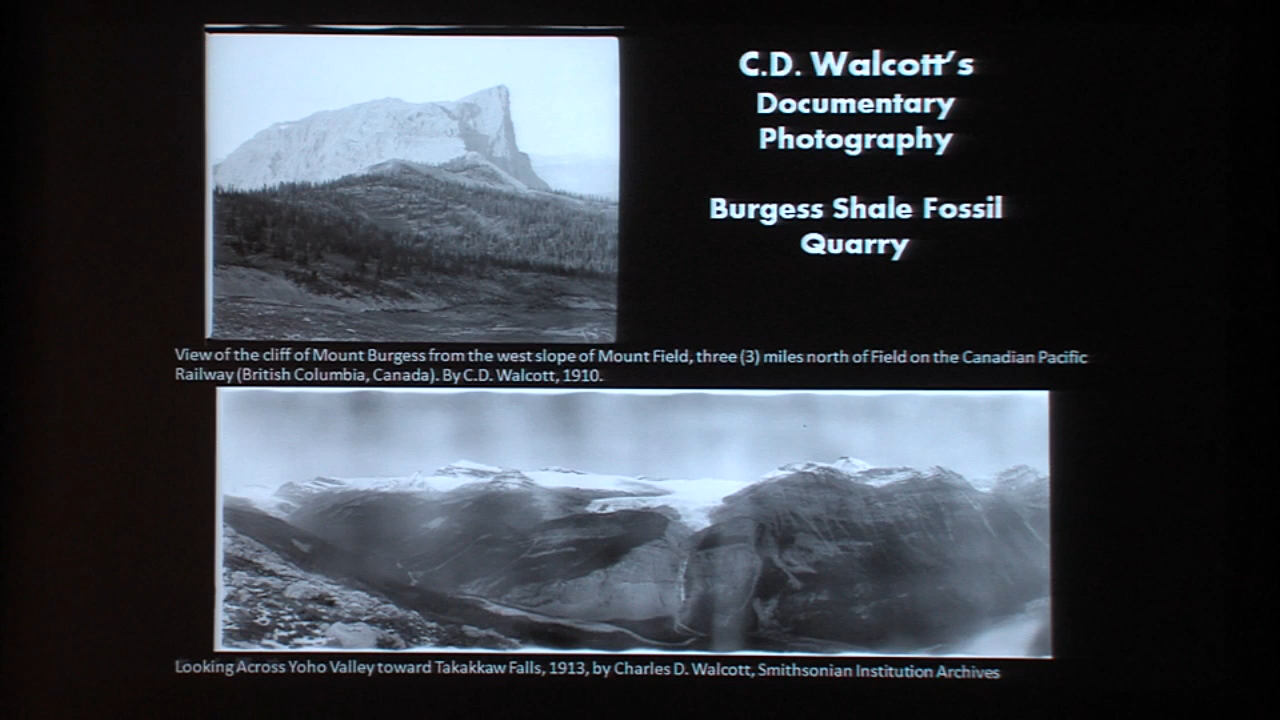 C.D. Walcott's
Documentary
Photography
Burgess Shale Fossil
Quarry
View of the cliff of Mount Burgess from the west slope of Mount Field, three (3) miles north of Field on the Canadian Pacific
Railway (British Columbia, Canada). By C.D. Walcott, 1910.
Looking Across Yoho Valley toward Takakkaw Falls, 1913, by Charles D. Walcott, Smithsonian Institution Archives